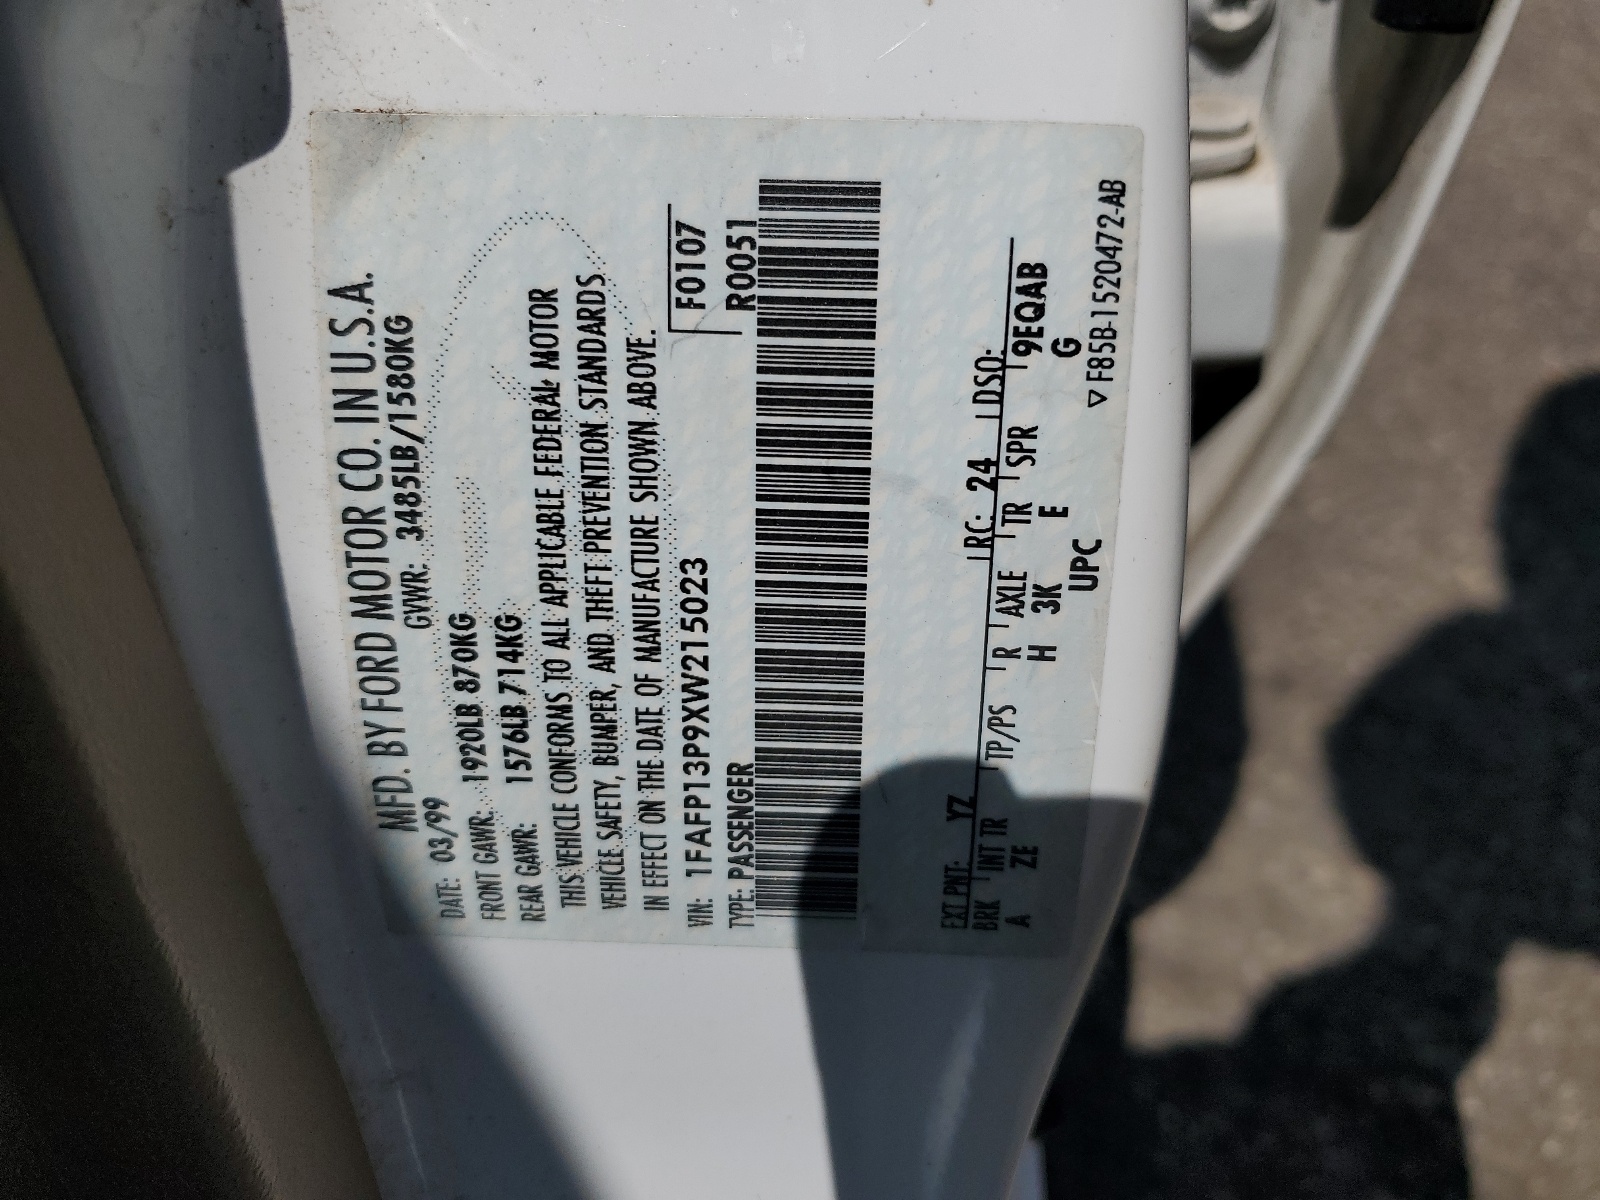 MFD. BY FORD MOTOR CO. IN U.S.A.
DATE: 03/99 GVWR: 3485LB/1580KG
FRONT GAWR: 1920LB 870KG
REAR GAWR: 1576LB 714KG
THIS VEHICLE CONFORMS TO ALL APPLICABLE FEDERAL MOTOR
VEHICLE SAFETY, BUMPER, AND THEFT PREVENTION STANDARDS
IN EFFECT ON THE DATE OF MANUFACTURE SHOWN ABOVE.
VIN: 1FAFP13P9XW215023 F0107
TYPE: PASSENGER R0051
EXT PNT: YZ RC: 24 DSO:
BRK INT TR TP/PS R AXLE TR SPR 9EQAB
A ZE H 3K E G
UPC
▽ F85B-1520472-AB